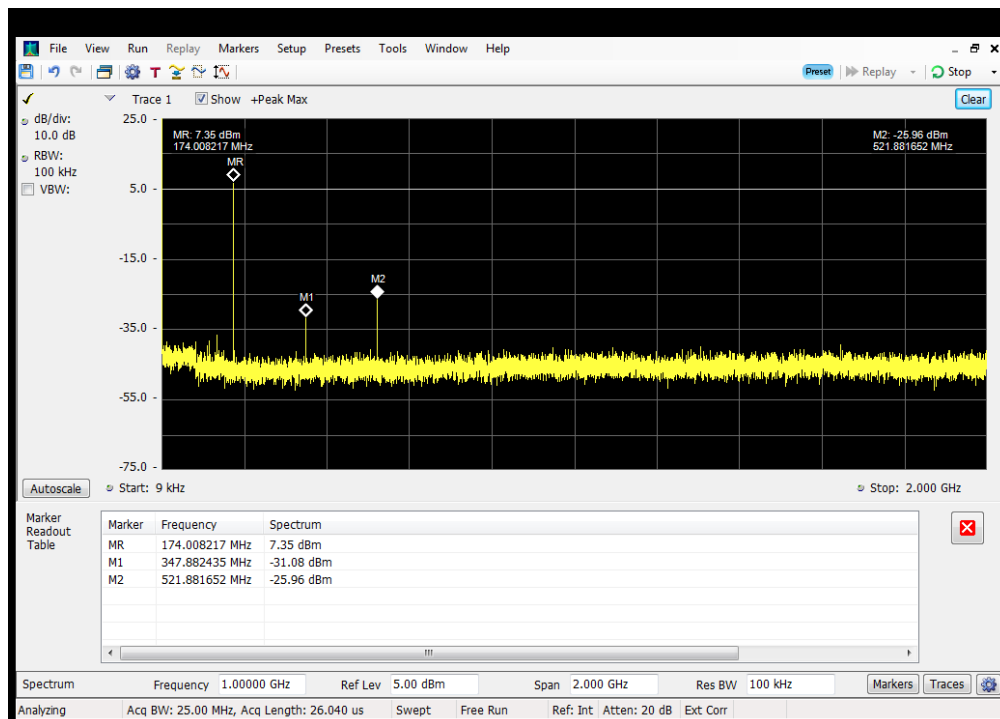 File View Run Replay Markers Setup Presets Tools Window Help
T Preset Replay Stop
Trace 1 Show +Peak Max Clear
dB/div:
10.0 dB
RBW:
100 kHz
VBW:
25.0
5.0
-15.0
-35.0
-55.0
-75.0
MR: 7.35 dBm
174.008217 MHz
MR
M1
M2
M2: -25.96 dBm
521.881652 MHz
Autoscale Start: 9 kHz Stop: 2.000 GHz
Marker
Readout
Table
Marker Frequency Spectrum
MR 174.008217 MHz 7.35 dBm
M1 347.882435 MHz -31.08 dBm
M2 521.881652 MHz -25.96 dBm
Spectrum Frequency 1.00000 GHz Ref Lev 5.00 dBm Span 2.000 GHz Res BW 100 kHz Markers Traces
Analyzing Acq BW: 25.00 MHz, Acq Length: 26.040 us Swept Free Run Ref: Int Atten: 20 dB Ext Corr